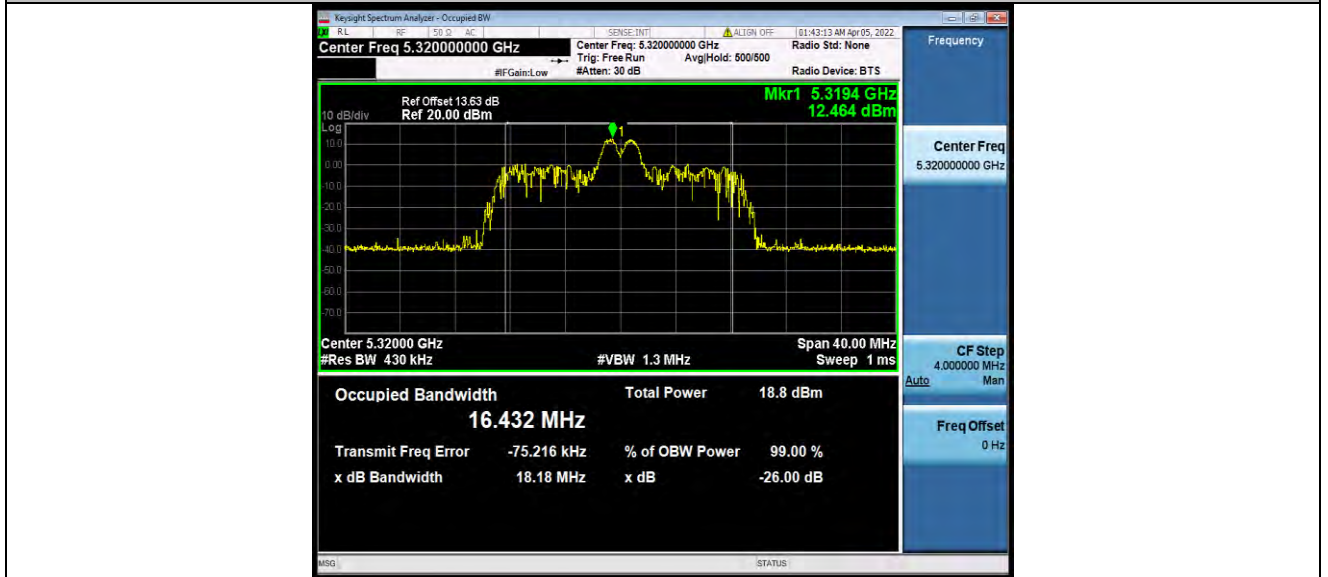 Keysight Spectrum Analyzer - Occupied BW
RL RF 50 Ω AC SENSE:INT ALIGN OFF 01:43:13 AM Apr 05, 2022
Center Freq 5.320000000 GHz
Center Freq: 5.320000000 GHz
Radio Std: None
Trig: Free Run Avg|Hold: 500/500
#IFGain:Low #Atten: 30 dB Radio Device: BTS
Frequency
Mkr1 5.3194 GHz
12.464 dBm
Ref Offset 13.63 dB
10 dB/div Ref 20.00 dBm
Log
10.0
0.00
-10.0
-20.0
-30.0
-40.0
-50.0
-60.0
-70.0
1
Center 5.32000 GHz Span 40.00 MHz
#Res BW 430 kHz #VBW 1.3 MHz Sweep 1 ms
Occupied Bandwidth Total Power 18.8 dBm
16.432 MHz
Transmit Freq Error -75.216 kHz % of OBW Power 99.00 %
x dB Bandwidth 18.18 MHz x dB -26.00 dB
Center Freq
5.320000000 GHz
CF Step
4.000000 MHz
Auto Man
Freq Offset
0 Hz
MSG STATUS